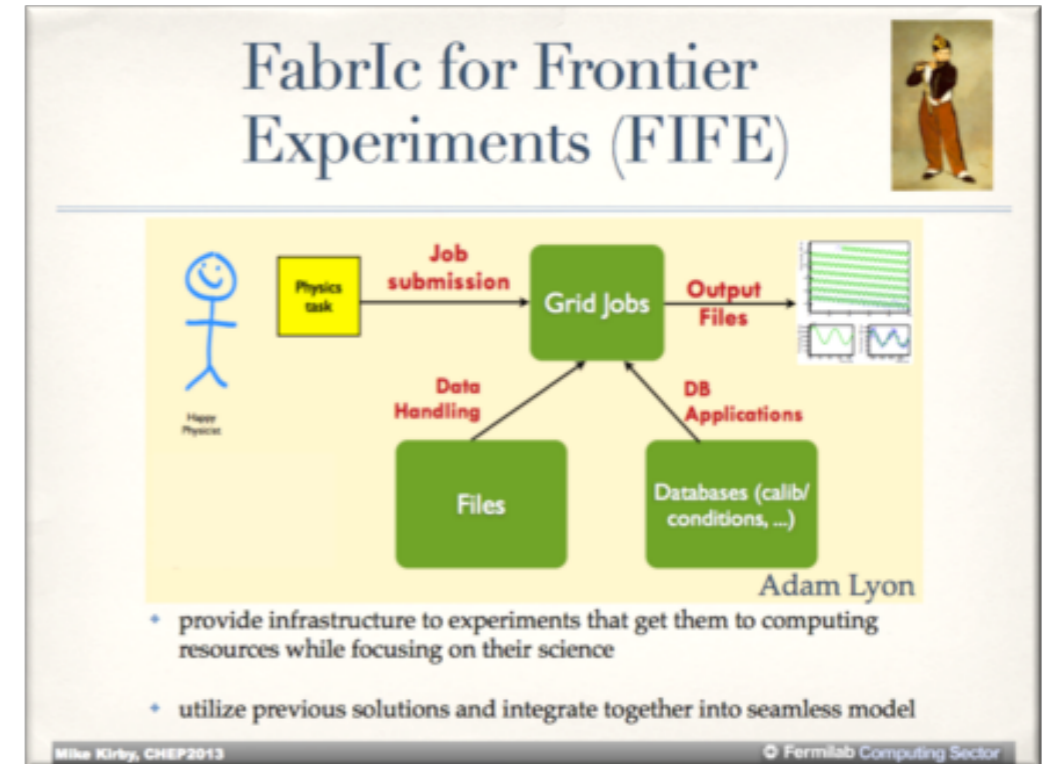 FabrIc for Frontier
Experiments (FIFE)
Physics
task
Job
submission
Grid Jobs
Output
Files
Happy
Physicist
Data
Handling
DB
Applications
Files
Databases (calib/
conditions, ...)
Adam Lyon
provide infrastructure to experiments that get them to computing
resources while focusing on their science
utilize previous solutions and integrate together into seamless model
Mike Kirby, CHEP2013
Fermilab Computing Sector